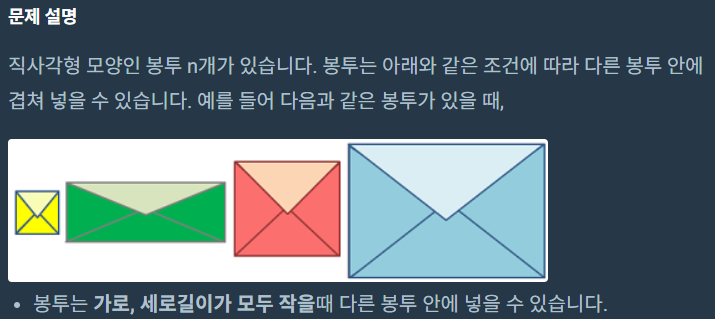 문제 설명
직사각형 모양인 봉투 n개가 있습니다. 봉투는 아래와 같은 조건에 따라 다른 봉투 안에
겹쳐 넣을 수 있습니다. 예를 들어 다음과 같은 봉투가 있을 때,
• 봉투는 가로, 세로길이가 모두 작을때 다른 봉투 안에 넣을 수 있습니다.